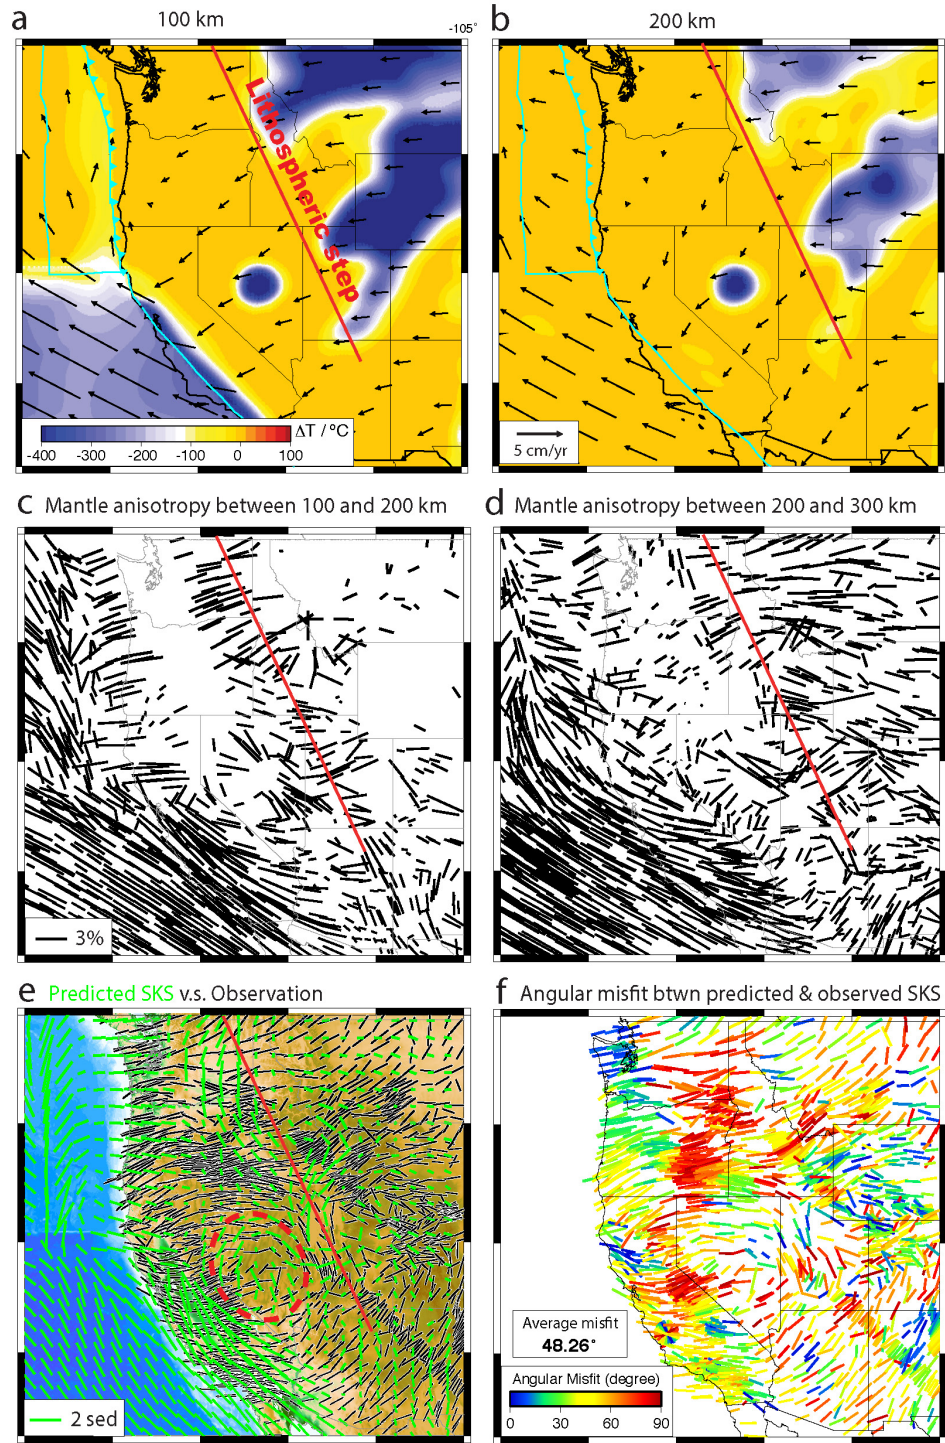 a
100 km
-105°
b
200 km
Lithospheric step
ΔT / °C
-400 -300 -200 -100 0 100
5 cm/yr
c Mantle anisotropy between 100 and 200 km
d Mantle anisotropy between 200 and 300 km
3%
e Predicted SKS v.s. Observation
f Angular misfit btwn predicted & observed SKS
2 sed
Average misfit
48.26°
Angular Misfit (degree)
0 30 60 90